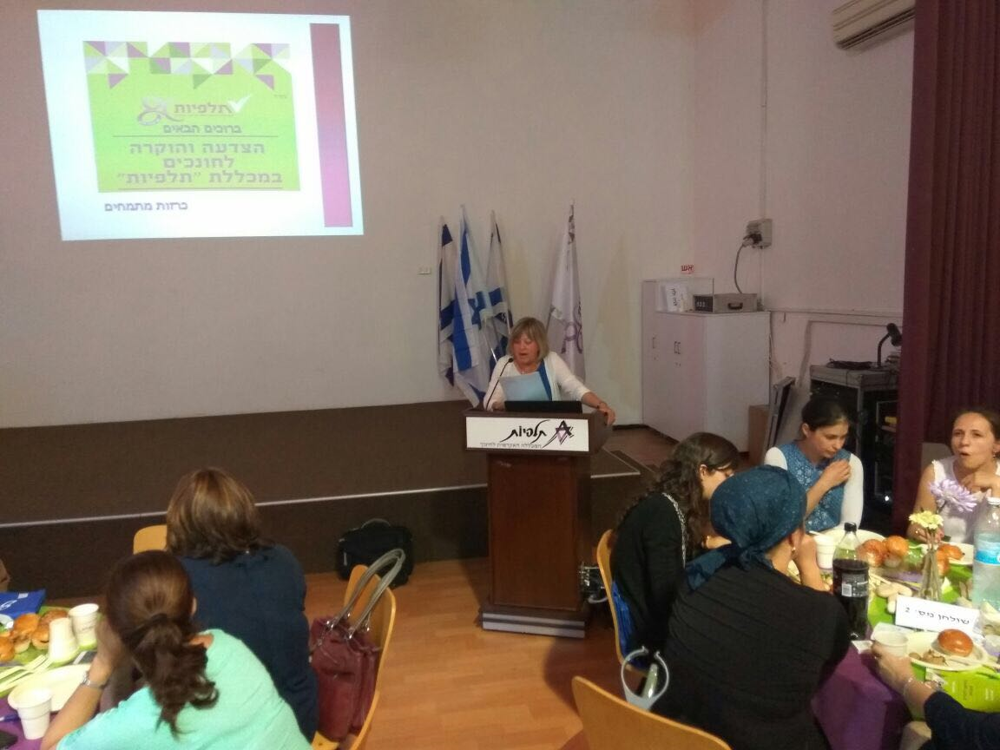 תלפיות
ברוכים הבאים
הצדעה והוקרה
לחונכים
במכללת "תלפיות"
כרזות מתמחים
אש
תלפיות
המכללה האקדמית לחינוך
שולחן מס' 2